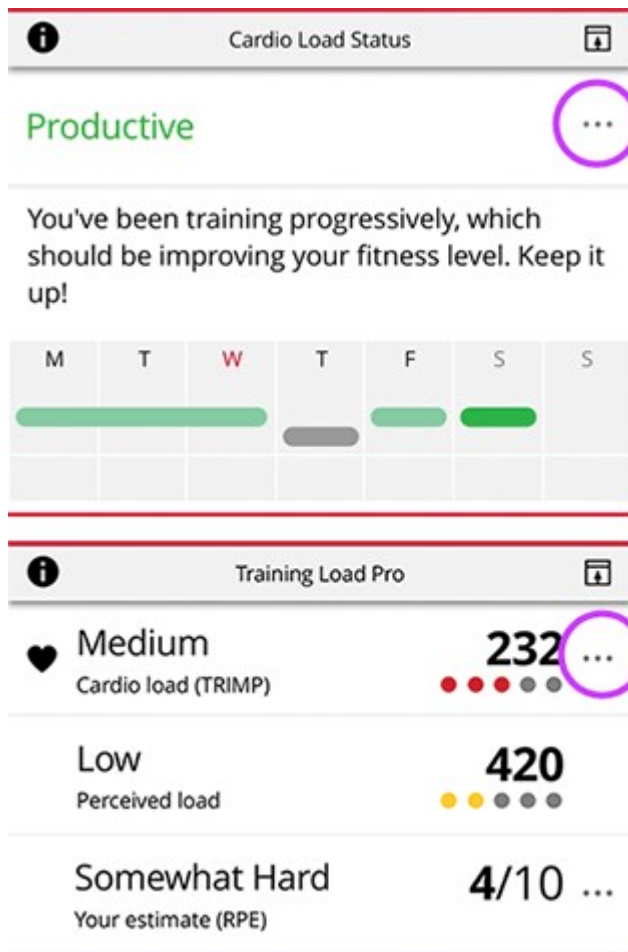 Cardio Load Status
Productive
You've been training progressively, which
should be improving your fitness level. Keep it
up!
M T W T F S S
Training Load Pro
Medium 232
Cardio load (TRIMP)
Low 420
Perceived load
Somewhat Hard 4/10
Your estimate (RPE)